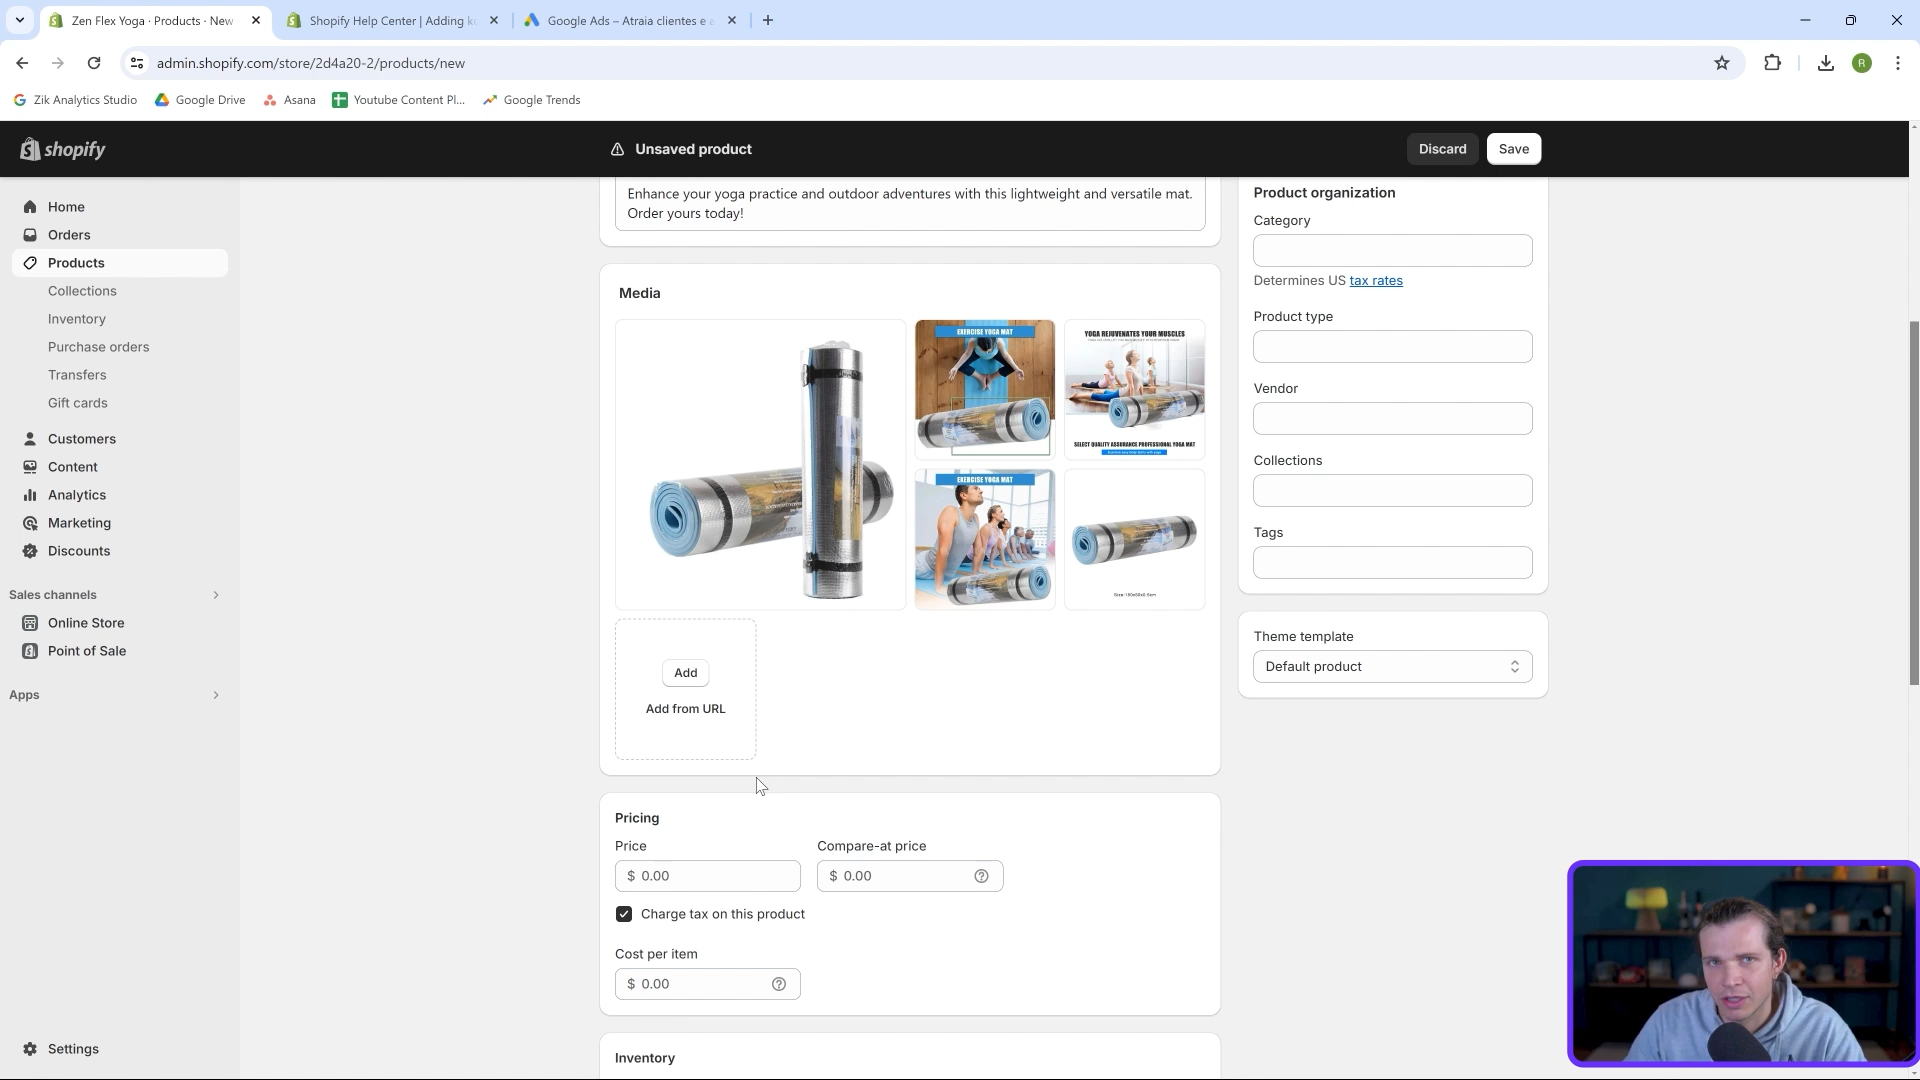 Zen Flex Yoga · Products · New
Shopify Help Center | Adding k
Google Ads – Atraia clientes e
admin.shopify.com/store/2d4a20-2/products/new
R
Zik Analytics Studio
Google Drive
Asana
Youtube Content Pl...
Google Trends
shopify
Unsaved product
Discard
Save
Home
Orders
Products
Collections
Inventory
Purchase orders
Transfers
Gift cards
Customers
Content
Analytics
Marketing
Discounts
Sales channels
Online Store
Point of Sale
Apps
Settings
Enhance your yoga practice and outdoor adventures with this lightweight and versatile mat.
Order yours today!
Media
EXERCISE YOGA MAT
YOGA REJUVENATES YOUR MUSCLES
SELECT QUALITY ASSURANCE PROFESSIONAL YOGA MAT
EXERCISE YOGA MAT
Add
Add from URL
Pricing
Price
Compare-at price
$ 0.00
$ 0.00
Charge tax on this product
Cost per item
$ 0.00
Inventory
Product organization
Category
Determines US tax rates
Product type
Vendor
Collections
Tags
Theme template
Default product